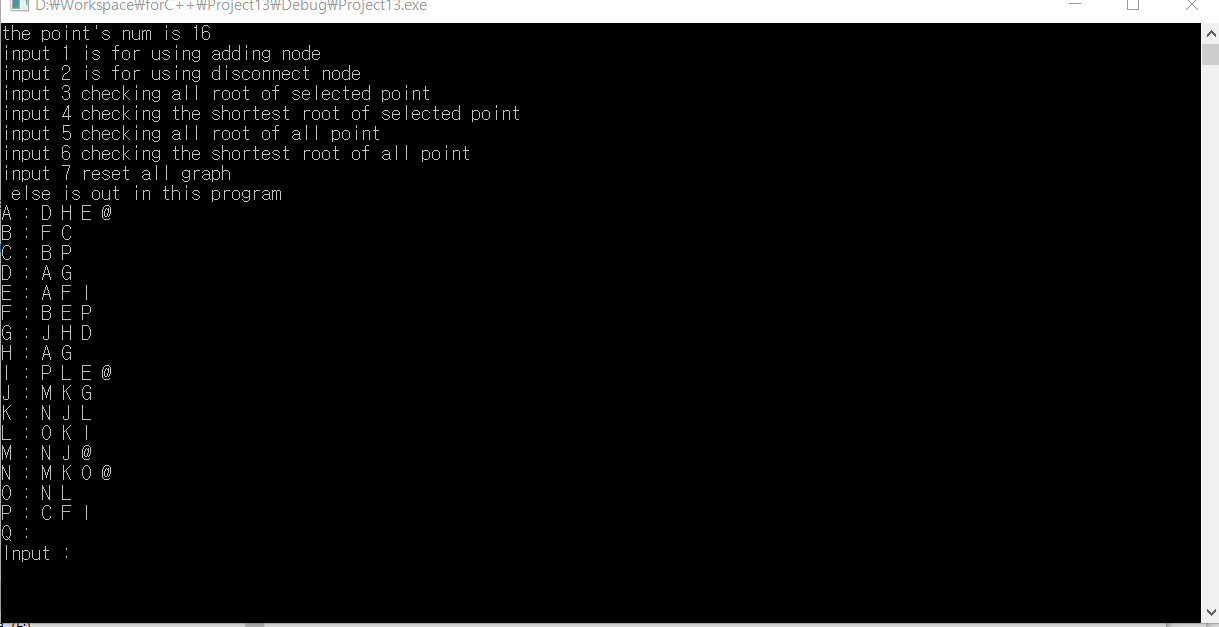 D:₩Workspace₩forC++₩Project13₩Debug₩Project13.exe
the point's num is 16
input 1 is for using adding node
input 2 is for using disconnect node
input 3 checking all root of selected point
input 4 checking the shortest root of selected point
input 5 checking all root of all point
input 6 checking the shortest root of all point
input 7 reset all graph
 else is out in this program
A : D H E @
B : F C
C : B P
D : A G
E : A F I
F : B E P
G : J H D
H : A G
I : P L E @
J : M K G
K : N J L
L : O K I
M : N J @
N : M K O @
O : N L
P : C F I
Q :
Input :